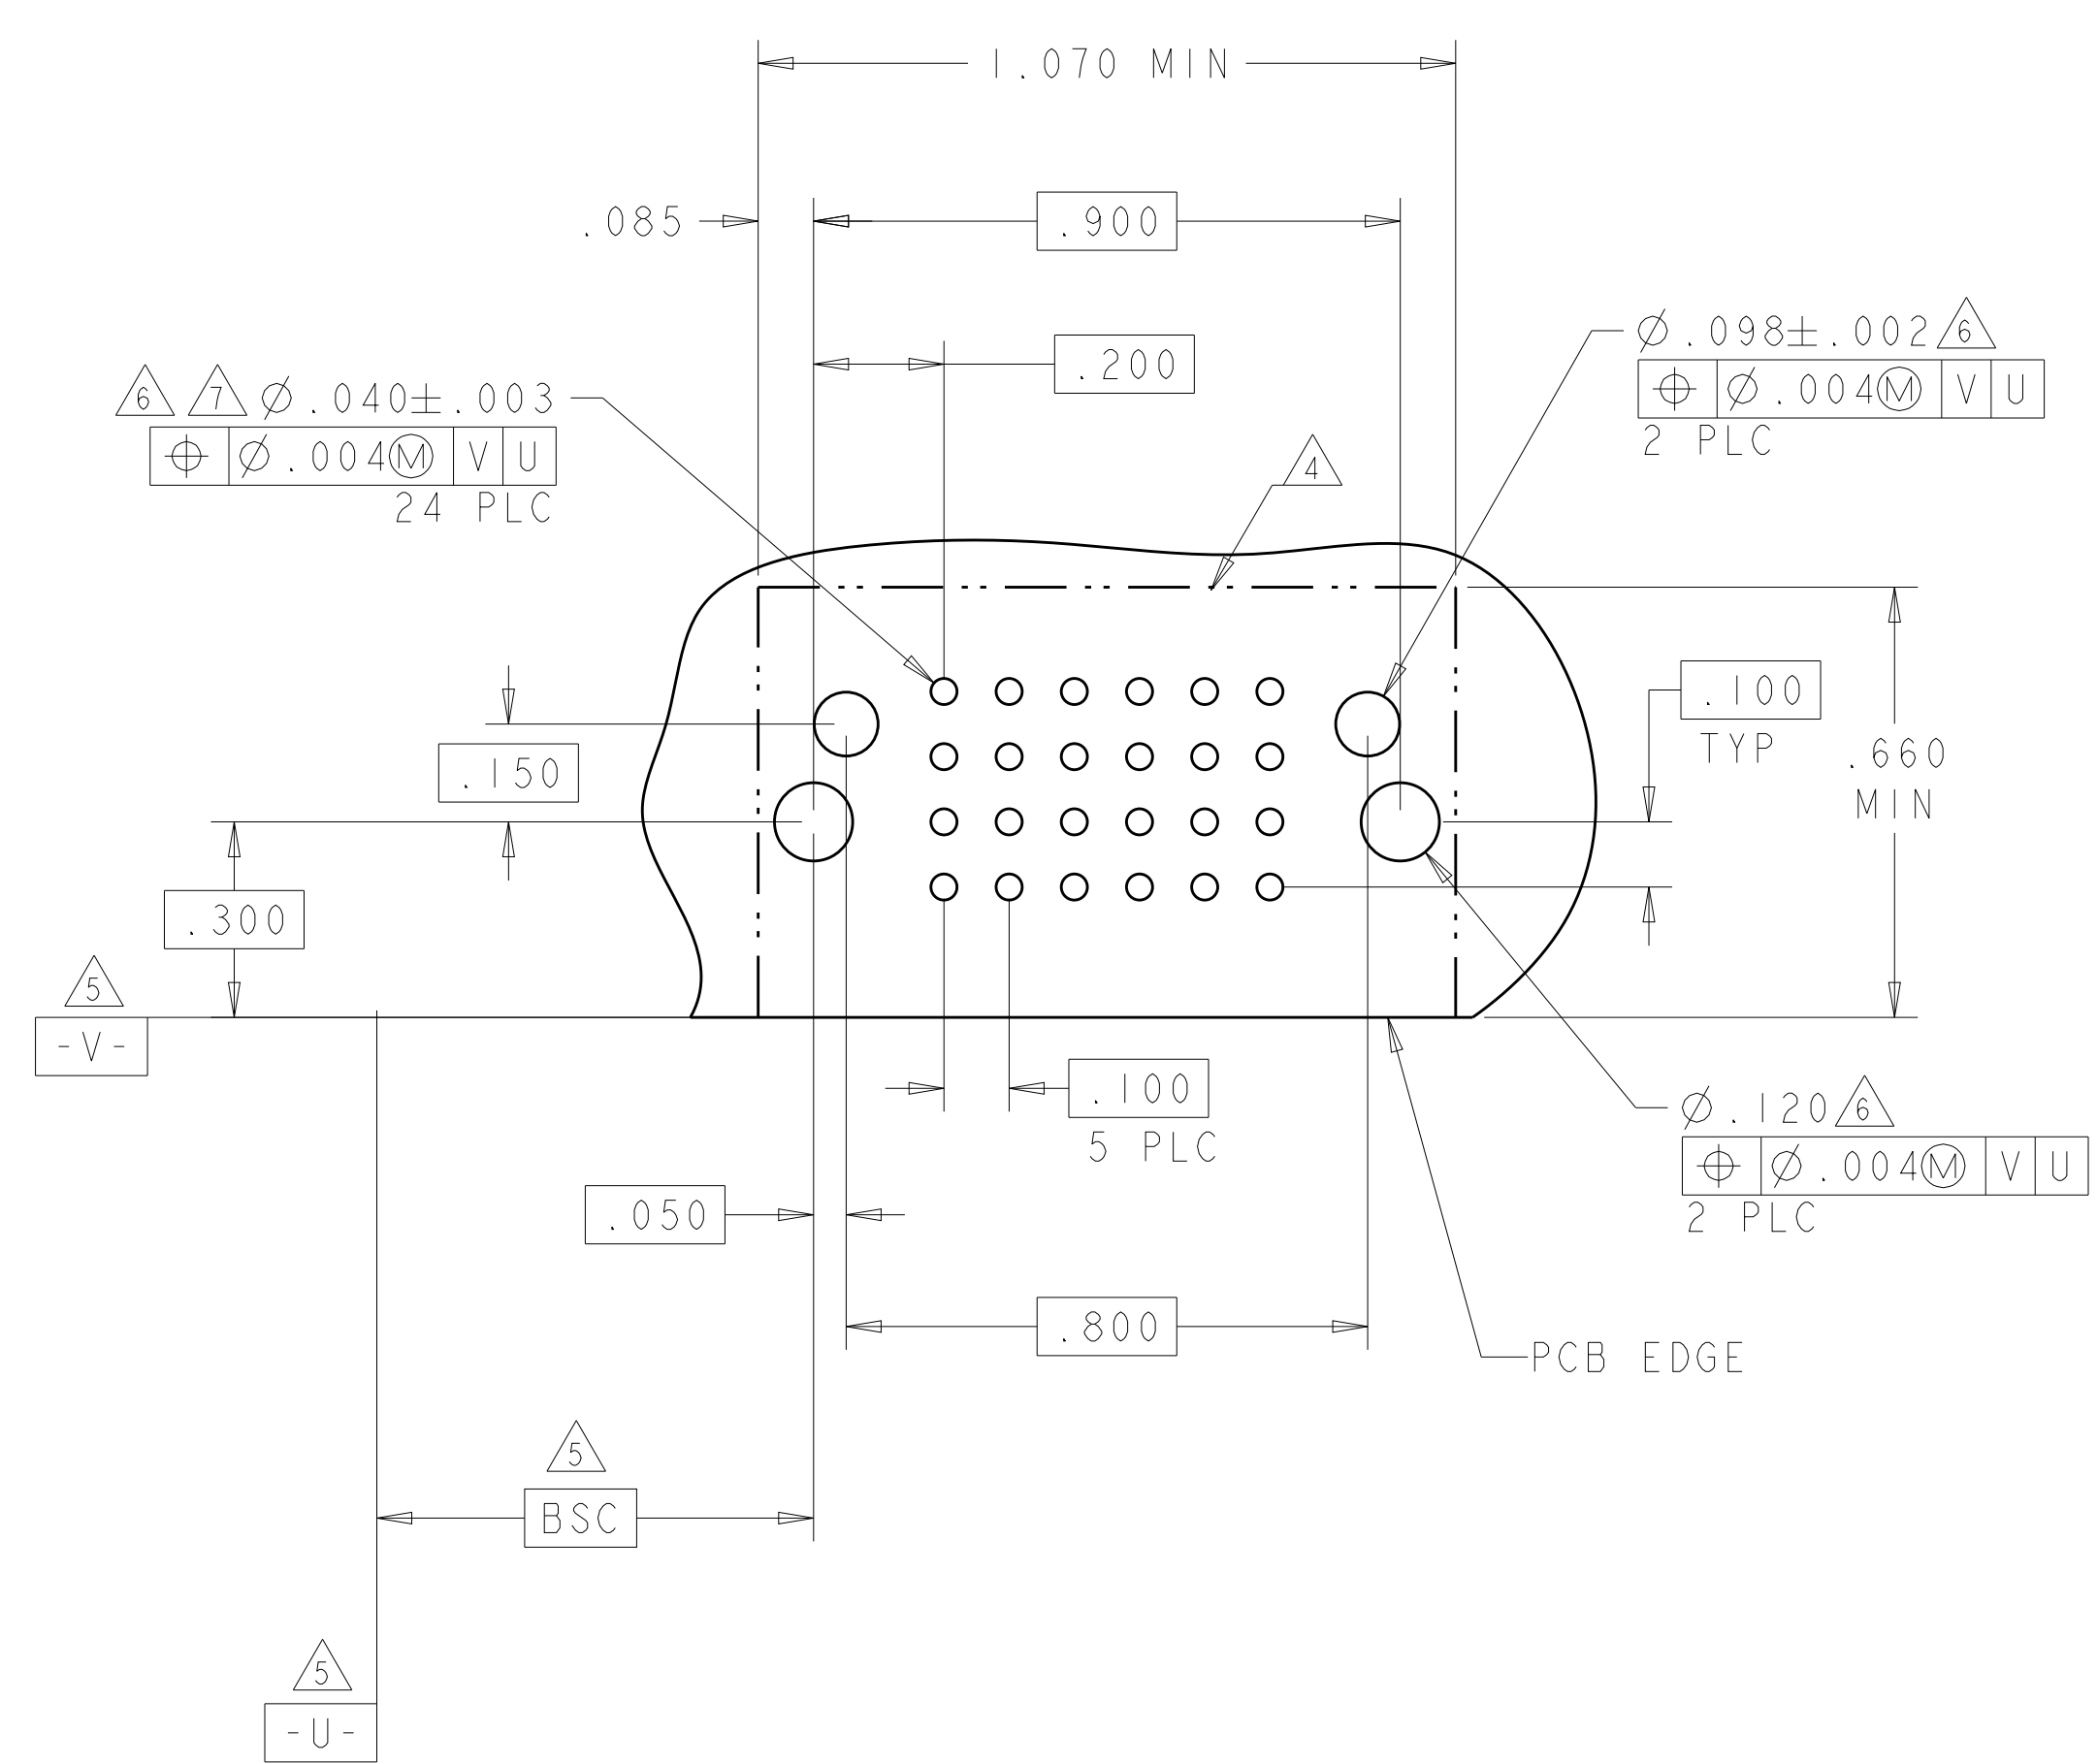 1.070 MIN
.085
.900
.200
⌀.098±.002 6
⌖ ⌀.004Ⓜ V U
2 PLC
6 7 ⌀.040±.003
⌖ ⌀.004Ⓜ V U
24 PLC
4
.100
TYP
.660
MIN
.150
.300
5
-V-
.100
5 PLC
⌀.120 6
⌖ ⌀.004Ⓜ V U
2 PLC
.050
.800
PCB EDGE
5
BSC
5
-U-